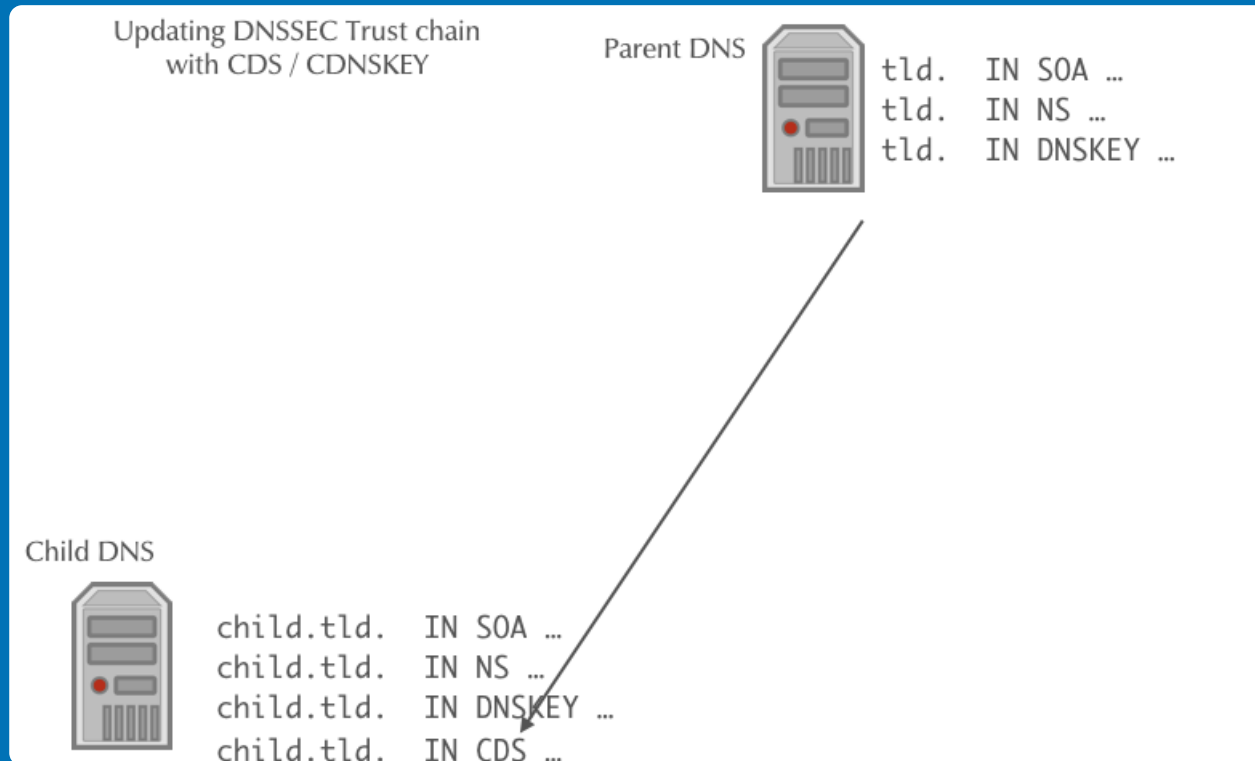 Updating DNSSEC Trust chain
with CDS / CDNSKEY
Parent DNS
tld. IN SOA …
tld. IN NS …
tld. IN DNSKEY …
Child DNS
child.tld. IN SOA …
child.tld. IN NS …
child.tld. IN DNSKEY …
child.tld. IN CDS …